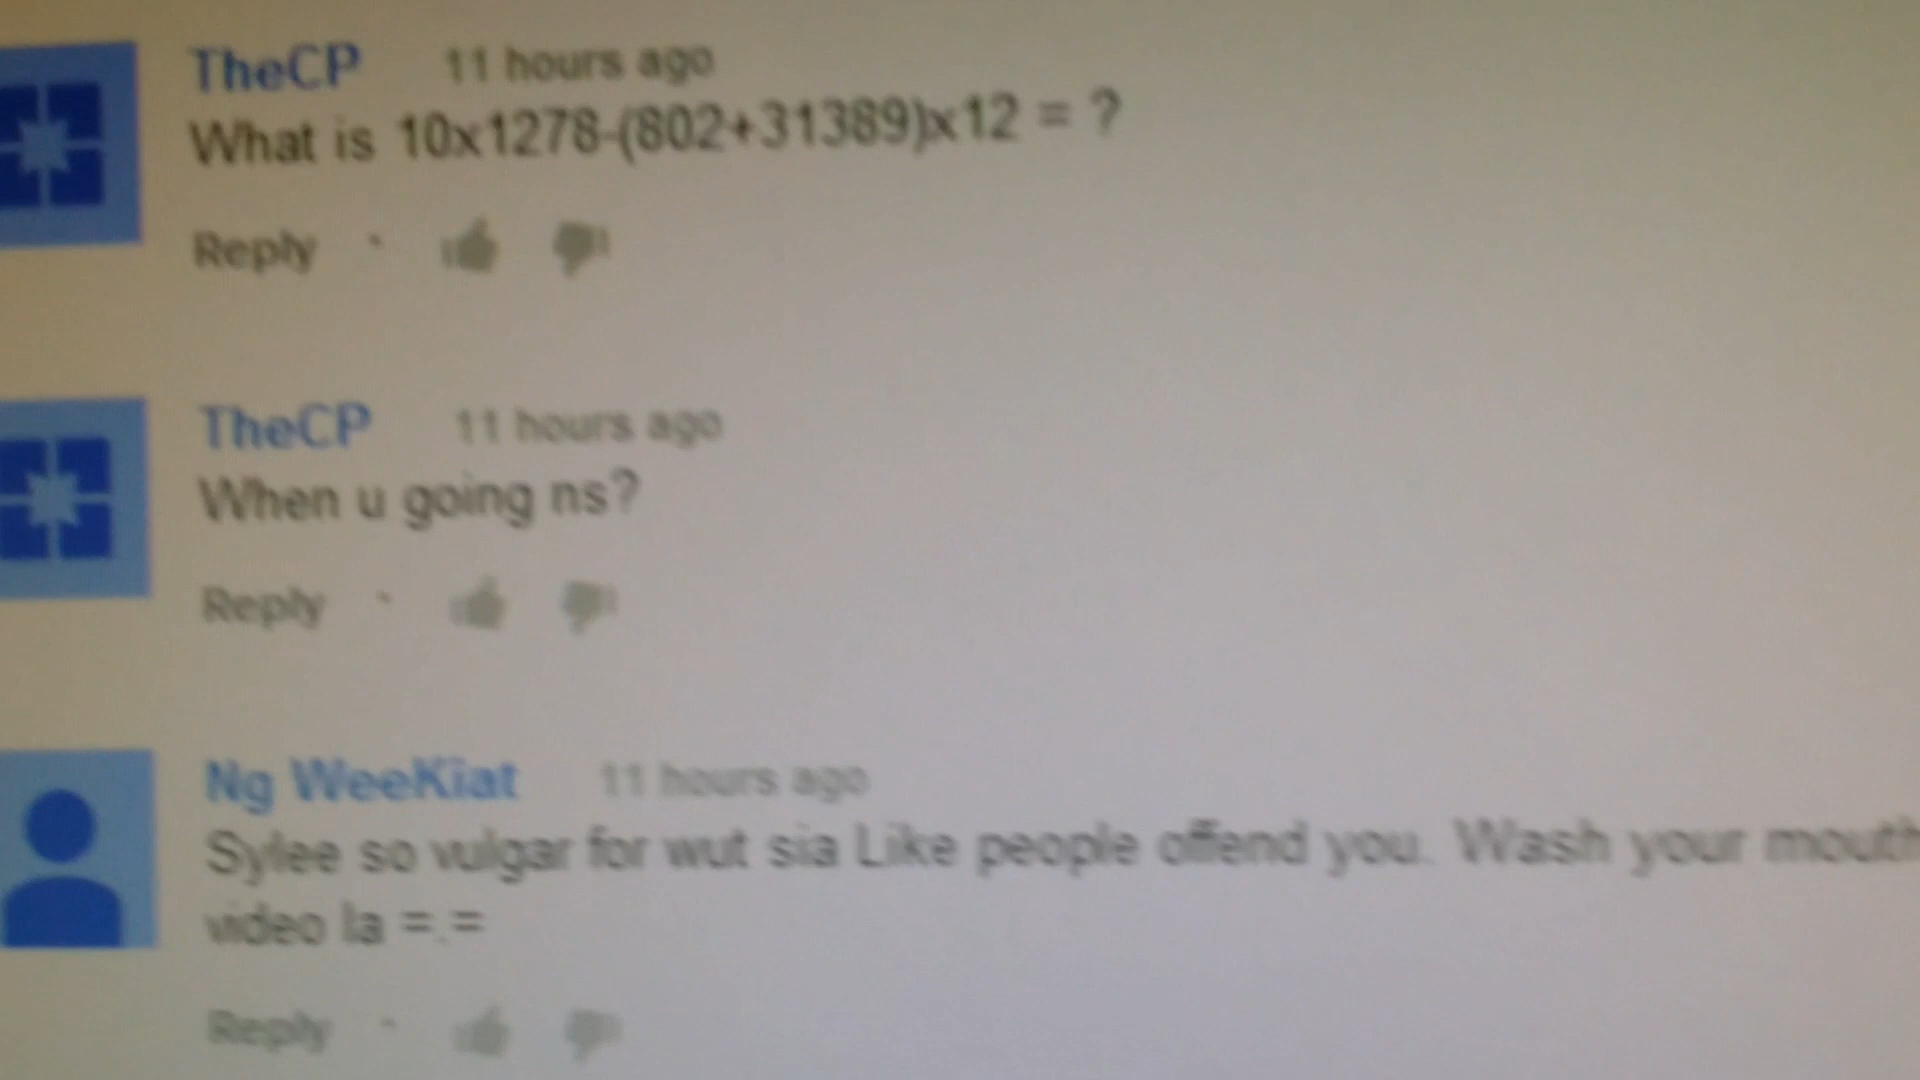 TheCP 11 hours ago
What is 10x1278-(802+31389)x12 = ?
Reply
TheCP 11 hours ago
When u going ns?
Reply
Ng WeeKiat 11 hours ago
Sylee so vulgar for wut sia Like people offend you. Wash your mouth
video la =.=
Reply